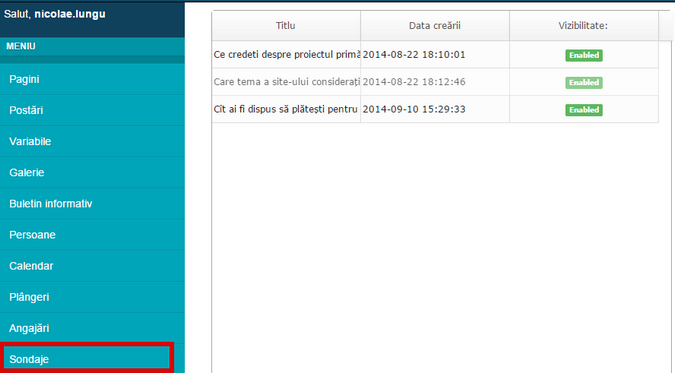 Salut, nicolae.lungu
MENIU
Pagini
Postări
Variabile
Galerie
Buletin informativ
Persoane
Calendar
Plângeri
Angajări
Sondaje
Titlu Data creării Vizibilitate:
Ce credeti despre proiectul primă 2014-08-22 18:10:01 Enabled
Care tema a site-ului considerați 2014-08-22 18:12:46 Enabled
Cît ai fi dispus să plătești pentru 2014-09-10 15:29:33 Enabled